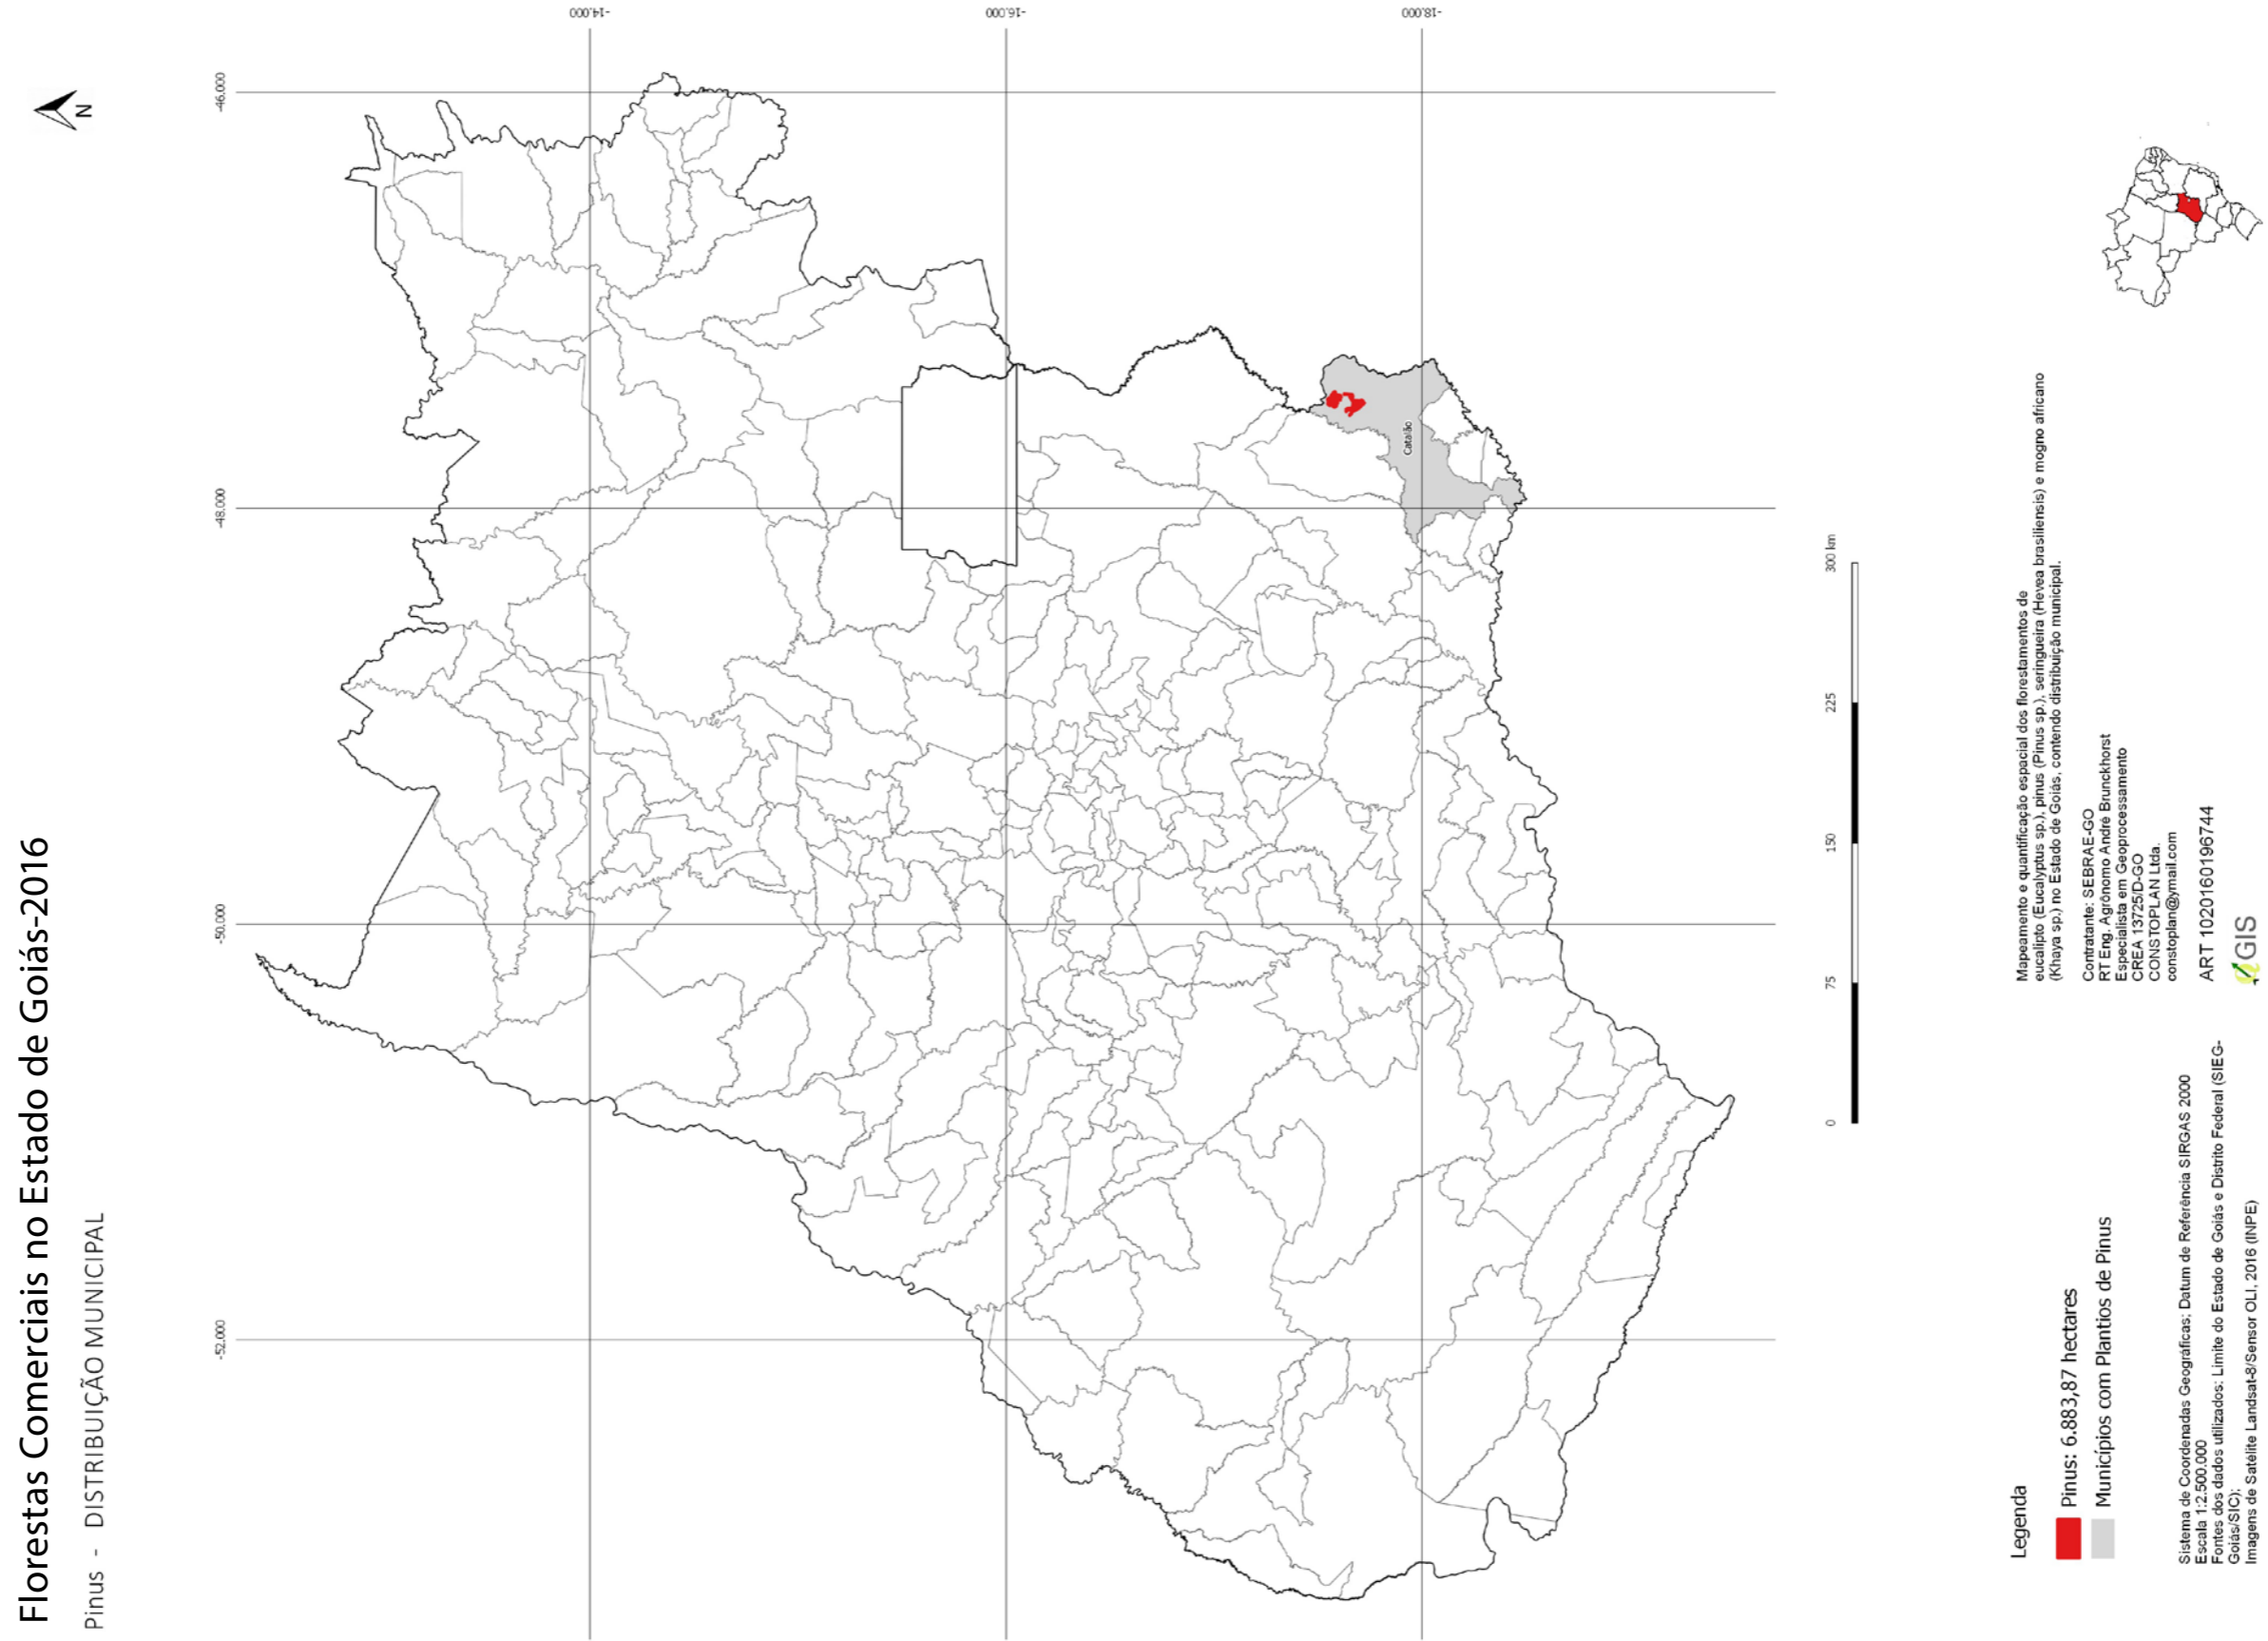 Florestas Comerciais no Estado de Goiás-2016
Pinus - DISTRIBUIÇÃO MUNICIPAL
N
-52.000
-50.000
-48.000
-46.000
-14.000
-16.000
-18.000
Catalão
0 75 150 225 300 km
Legenda
Pinus: 6.883,87 hectares
Municípios com Plantios de Pinus
Sistema de Coordenadas Geográficas; Datum de Referência SIRGAS 2000
Escala 1:2.500.000
Fontes dos dados utilizados: Limite do Estado de Goiás e Distrito Federal (SIEG-
Goiás/SIC);
Imagens de Satélite Landsat-8/Sensor OLI, 2016 (INPE)
Mapeamento e quantificação espacial dos florestamentos de
eucalipto (Eucalyptus sp.), pinus (Pinus sp.), seringueira (Hevea brasiliensis) e mogno africano
(Khaya sp.) no Estado de Goiás, contendo distribuição municipal.
Contratante: SEBRAE-GO
RT Eng. Agrônomo André Brunckhorst
Especialista em Geoprocessamento
CREA 13725/D-GO
CONSTOPLAN Ltda.
constoplan@ymail.com
ART 1020160196744
QGIS